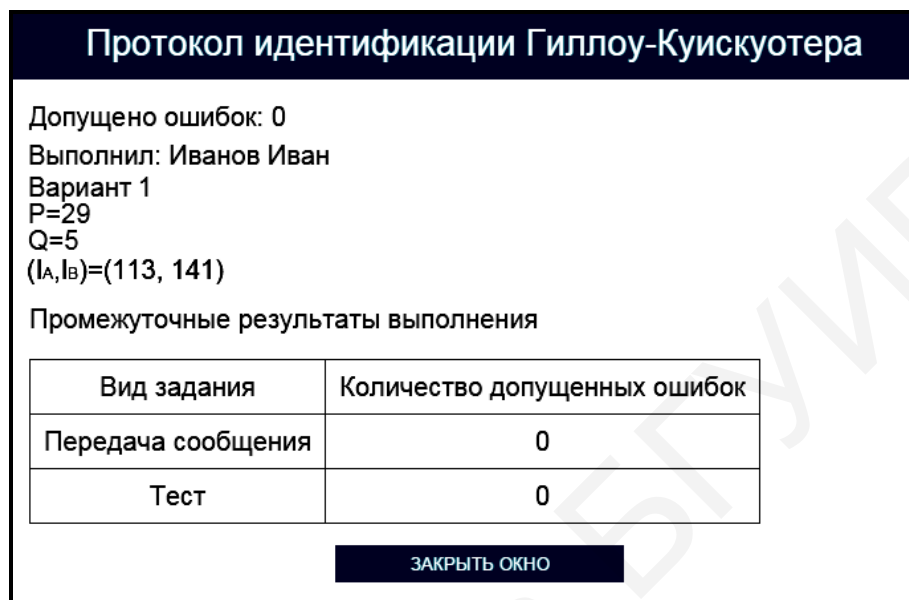 Протокол идентификации Гиллоу-Куискуотера
Допущено ошибок: 0
Выполнил: Иванов Иван
Вариант 1
P=29
Q=5
(IA,IB)=(113, 141)
Промежуточные результаты выполнения
Вид задания Количество допущенных ошибок
Передача сообщения 0
Тест 0
ЗАКРЫТЬ ОКНО